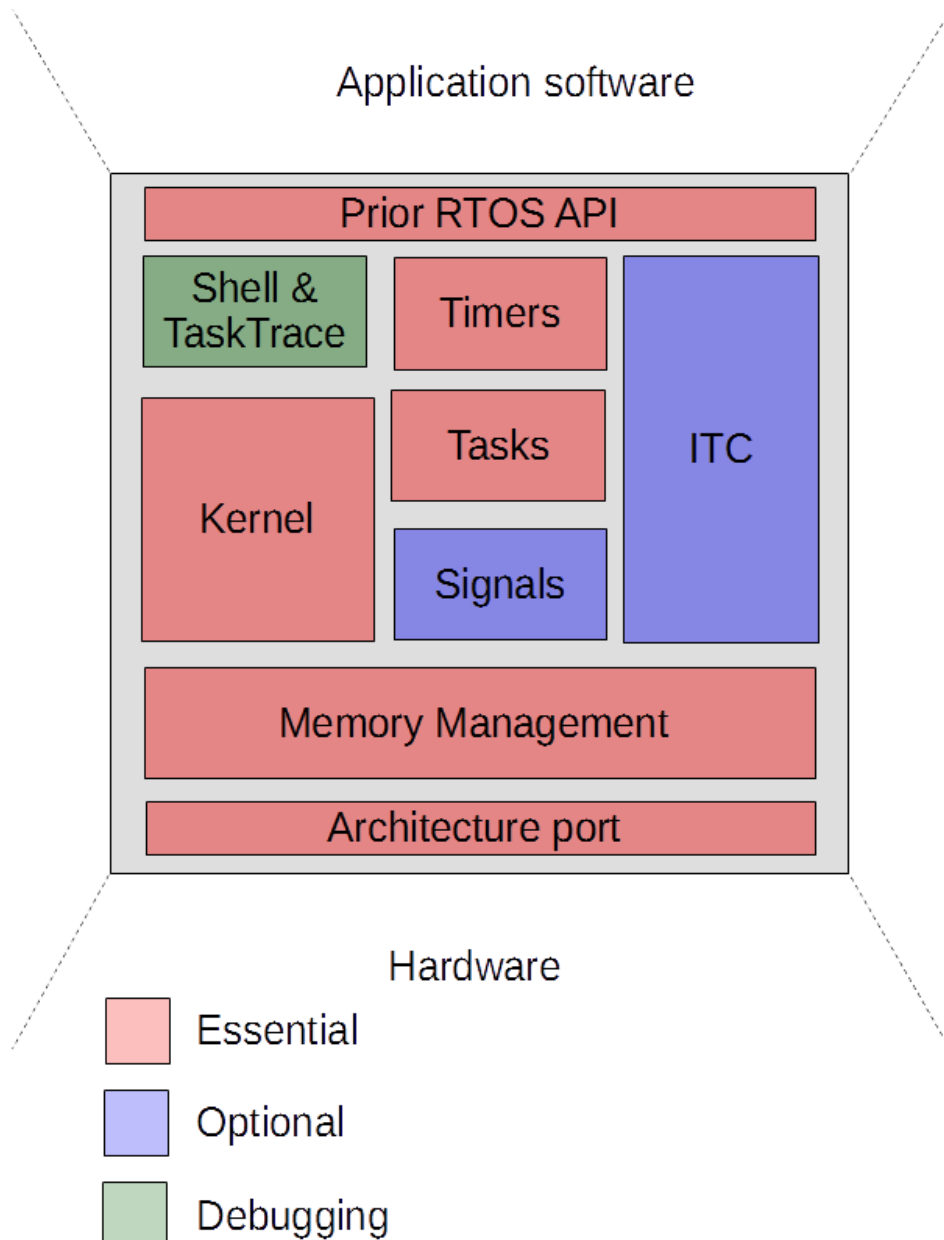 Application software
Prior RTOS API
Shell &
TaskTrace
Timers
ITC
Tasks
Kernel
Signals
Memory Management
Architecture port
Hardware
Essential
Optional
Debugging